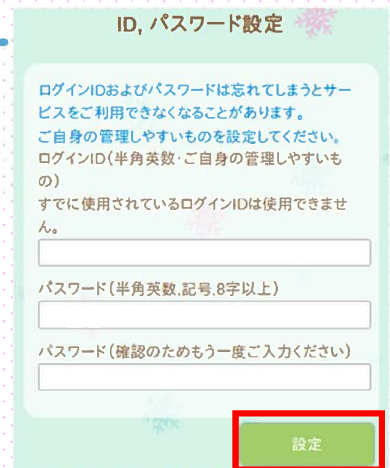 ID, パスワード設定
ログインIDおよびパスワードは忘れてしまうとサー
ビスをご利用できなくなることがあります。
ご自身の管理しやすいものを設定してください。
ログインID(半角英数･ご自身の管理しやすいも
の)
すでに使用されているログインIDは使用できませ
ん。
パスワード(半角英数,記号,8字以上)
パスワード(確認のためもう一度ご入力ください)
設定